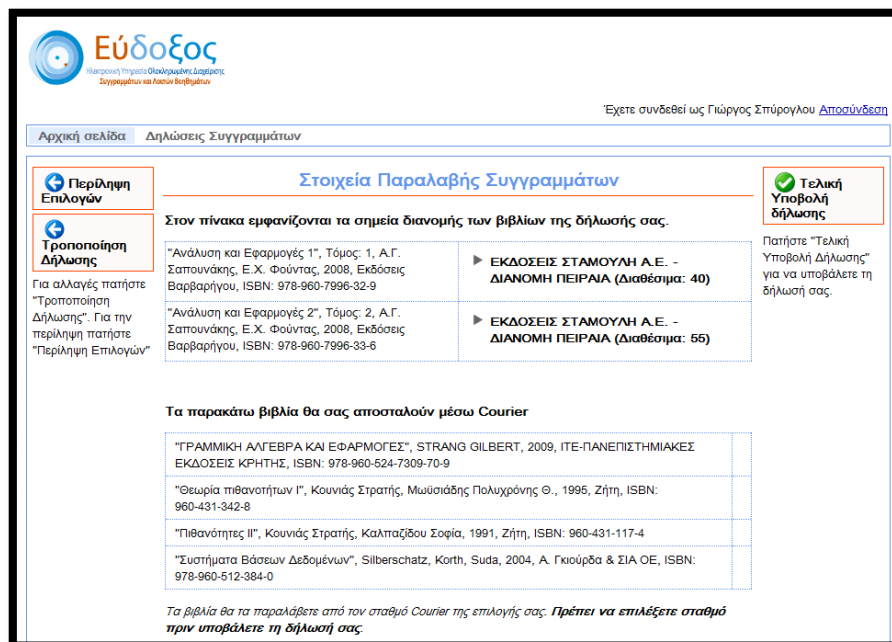 Εύδοξος
Ηλεκτρονική Υπηρεσία Ολοκληρωμένης Διαχείρισης
Συγγραμμάτων και Λοιπών Βοηθημάτων
Έχετε συνδεθεί ως Γιώργος Σπύρογλου Αποσύνδεση
Αρχική σελίδα Δηλώσεις Συγγραμμάτων
Περίληψη
Επιλογών
Τροποποίηση
Δήλωσης
Για αλλαγές πατήστε
"Τροποποίηση
Δήλωσης". Για την
περίληψη πατήστε
"Περίληψη Επιλογών"
Στοιχεία Παραλαβής Συγγραμμάτων
Στον πίνακα εμφανίζονται τα σημεία διανομής των βιβλίων της δήλωσής σας.
"Ανάλυση και Εφαρμογές 1", Τόμος: 1, Α.Γ.
Σαπουνάκης, Ε.Χ. Φούντας, 2008, Εκδόσεις
Βαρβαρήγου, ISBN: 978-960-7996-32-9
ΕΚΔΟΣΕΙΣ ΣΤΑΜΟΥΛΗ Α.Ε. -
ΔΙΑΝΟΜΗ ΠΕΙΡΑΙΑ (Διαθέσιμα: 40)
"Ανάλυση και Εφαρμογές 2", Τόμος: 2, Α.Γ.
Σαπουνάκης, Ε.Χ. Φούντας, 2008, Εκδόσεις
Βαρβαρήγου, ISBN: 978-960-7996-33-6
ΕΚΔΟΣΕΙΣ ΣΤΑΜΟΥΛΗ Α.Ε. -
ΔΙΑΝΟΜΗ ΠΕΙΡΑΙΑ (Διαθέσιμα: 55)
Τα παρακάτω βιβλία θα σας αποσταλούν μέσω Courier
"ΓΡΑΜΜΙΚΗ ΑΛΓΕΒΡΑ ΚΑΙ ΕΦΑΡΜΟΓΕΣ", STRANG GILBERT, 2009, ΙΤΕ-ΠΑΝΕΠΙΣΤΗΜΙΑΚΕΣ
ΕΚΔΟΣΕΙΣ ΚΡΗΤΗΣ, ISBN: 978-960-524-7309-70-9
"Θεωρία πιθανοτήτων Ι", Κουνιάς Στρατής, Μωϋσιάδης Πολυχρόνης Θ., 1995, Ζήτη, ISBN:
960-431-342-8
"Πιθανότητες ΙΙ", Κουνιάς Στρατής, Καλπαζίδου Σοφία, 1991, Ζήτη, ISBN: 960-431-117-4
"Συστήματα Βάσεων Δεδομένων", Silberschatz, Korth, Suda, 2004, Α. Γκιούρδα & ΣΙΑ ΟΕ, ISBN:
978-960-512-384-0
Τα βιβλία θα τα παραλάβετε από τον σταθμό Courier της επιλογής σας. Πρέπει να επιλέξετε σταθμό
πριν υποβάλετε τη δήλωσή σας.
Τελική
Υποβολή
δήλωσης
Πατήστε "Τελική
Υποβολή Δήλωσης"
για να υποβάλετε τη
δήλωσή σας.